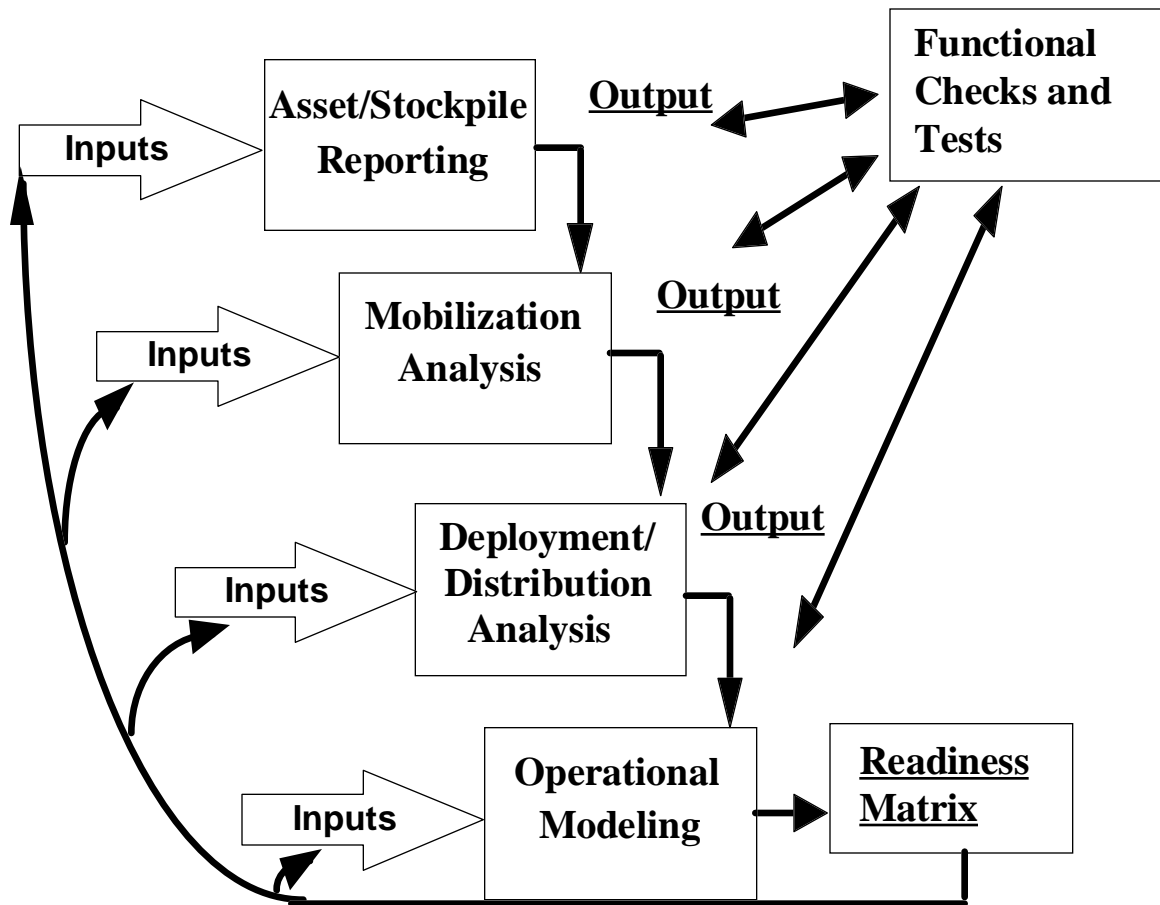 Functional
Checks and
Tests
Output
Asset/Stockpile
Reporting
Inputs
Output
Mobilization
Analysis
Inputs
Output
Deployment/
Distribution
Analysis
Inputs
Operational
Modeling
Inputs
Readiness
Matrix